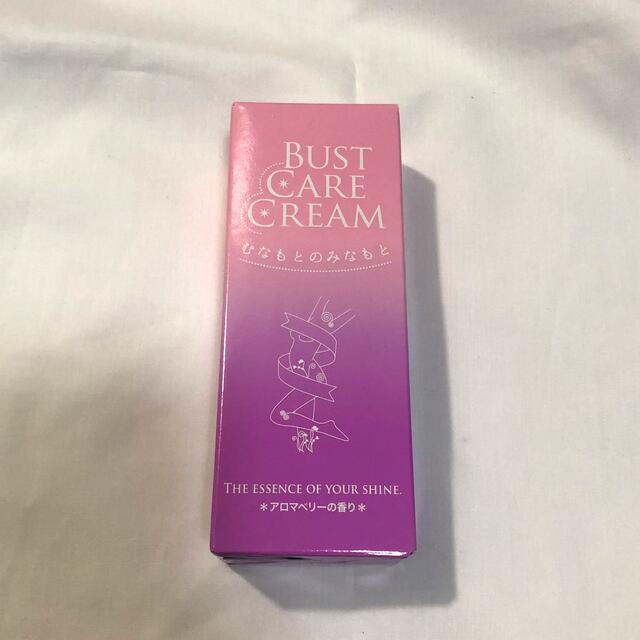 BUST
CARE
CREAM
むなもとのみなもと
THE ESSENCE OF YOUR SHINE.
＊アロマベリーの香り＊